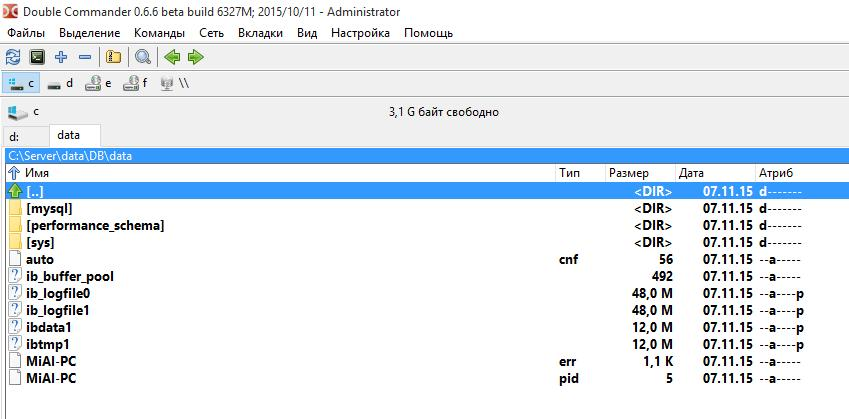 Double Commander 0.6.6 beta build 6327M; 2015/10/11 - Administrator
Файлы Выделение Команды Сеть Вкладки Вид Настройка Помощь
c d e f \\
c 3,1 G байт свободно
d: data
C:\Server\data\DB\data
Имя Тип Размер Дата Атриб
[..] <DIR> 07.11.15 d-------
[mysql] <DIR> 07.11.15 d-------
[performance_schema] <DIR> 07.11.15 d-------
[sys] <DIR> 07.11.15 d-------
auto cnf 56 07.11.15 --a-----
ib_buffer_pool 492 07.11.15 --a-----
ib_logfile0 48,0 M 07.11.15 --a----p
ib_logfile1 48,0 M 07.11.15 --a----p
ibdata1 12,0 M 07.11.15 --a----p
ibtmp1 12,0 M 07.11.15 --a----p
MiAl-PC err 1,1 K 07.11.15 --a-----
MiAl-PC pid 5 07.11.15 --a-----